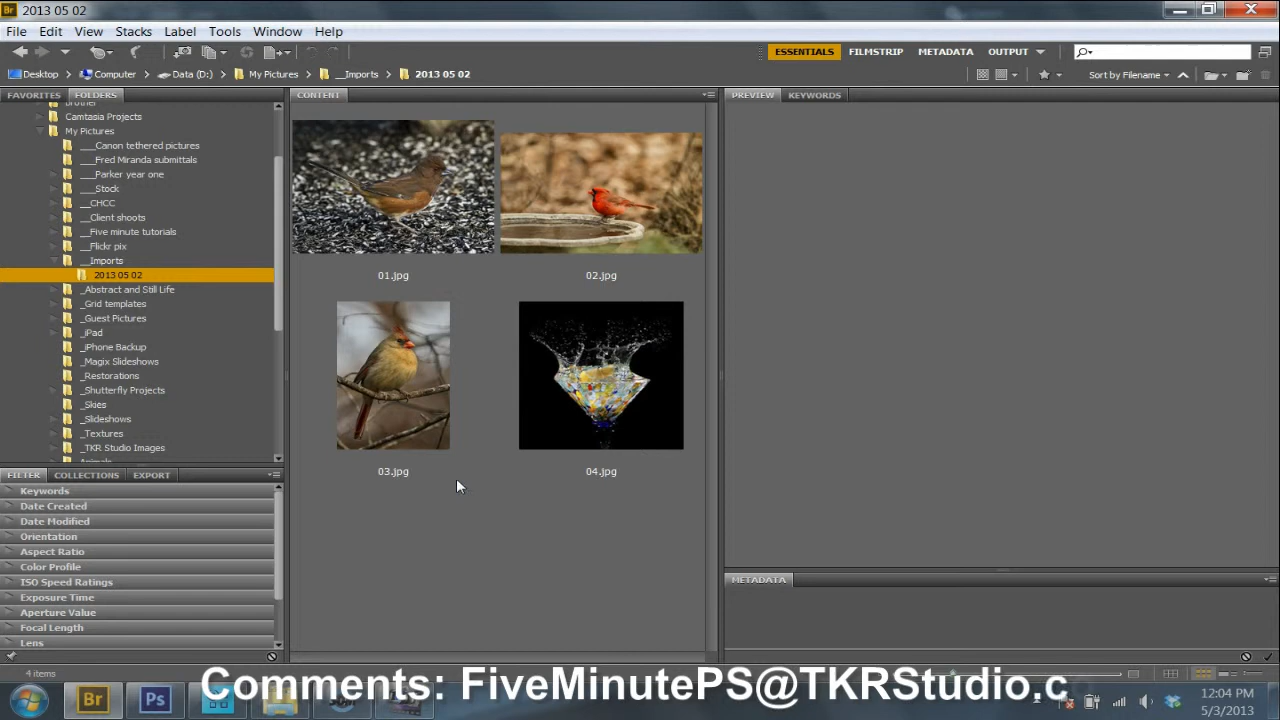 Br 2013 05 02
File Edit View Stacks Label Tools Window Help
ESSENTIALS FILMSTRIP METADATA OUTPUT
Desktop Computer Data (D:) My Pictures __Imports 2013 05 02 Sort by Filename
FAVORITES FOLDERS CONTENT PREVIEW KEYWORDS
Brother
Camtasia Projects
My Pictures
___Canon tethered pictures
___Fred Miranda submittals
___Parker year one
___Stock
__CHCC
__Client shoots
__Five minute tutorials
__Flickr pix
__Imports
2013 05 02
_Abstract and Still Life
_Grid templates
_Guest Pictures
_iPad
_iPhone Backup
_Magix Slideshows
_Restorations
_Shutterfly Projects
_Skies
_Slideshows
_Textures
_TKR Studio Images
Animals
01.jpg 02.jpg
03.jpg 04.jpg
FILTER COLLECTIONS EXPORT
Keywords
Date Created
Date Modified
Orientation
Aspect Ratio
Color Profile
ISO Speed Ratings
Exposure Time
Aperture Value
Focal Length
Lens
METADATA
4 items
Comments: FiveMinutePS@TKRStudio.c
Br Ps
12:04 PM
5/3/2013